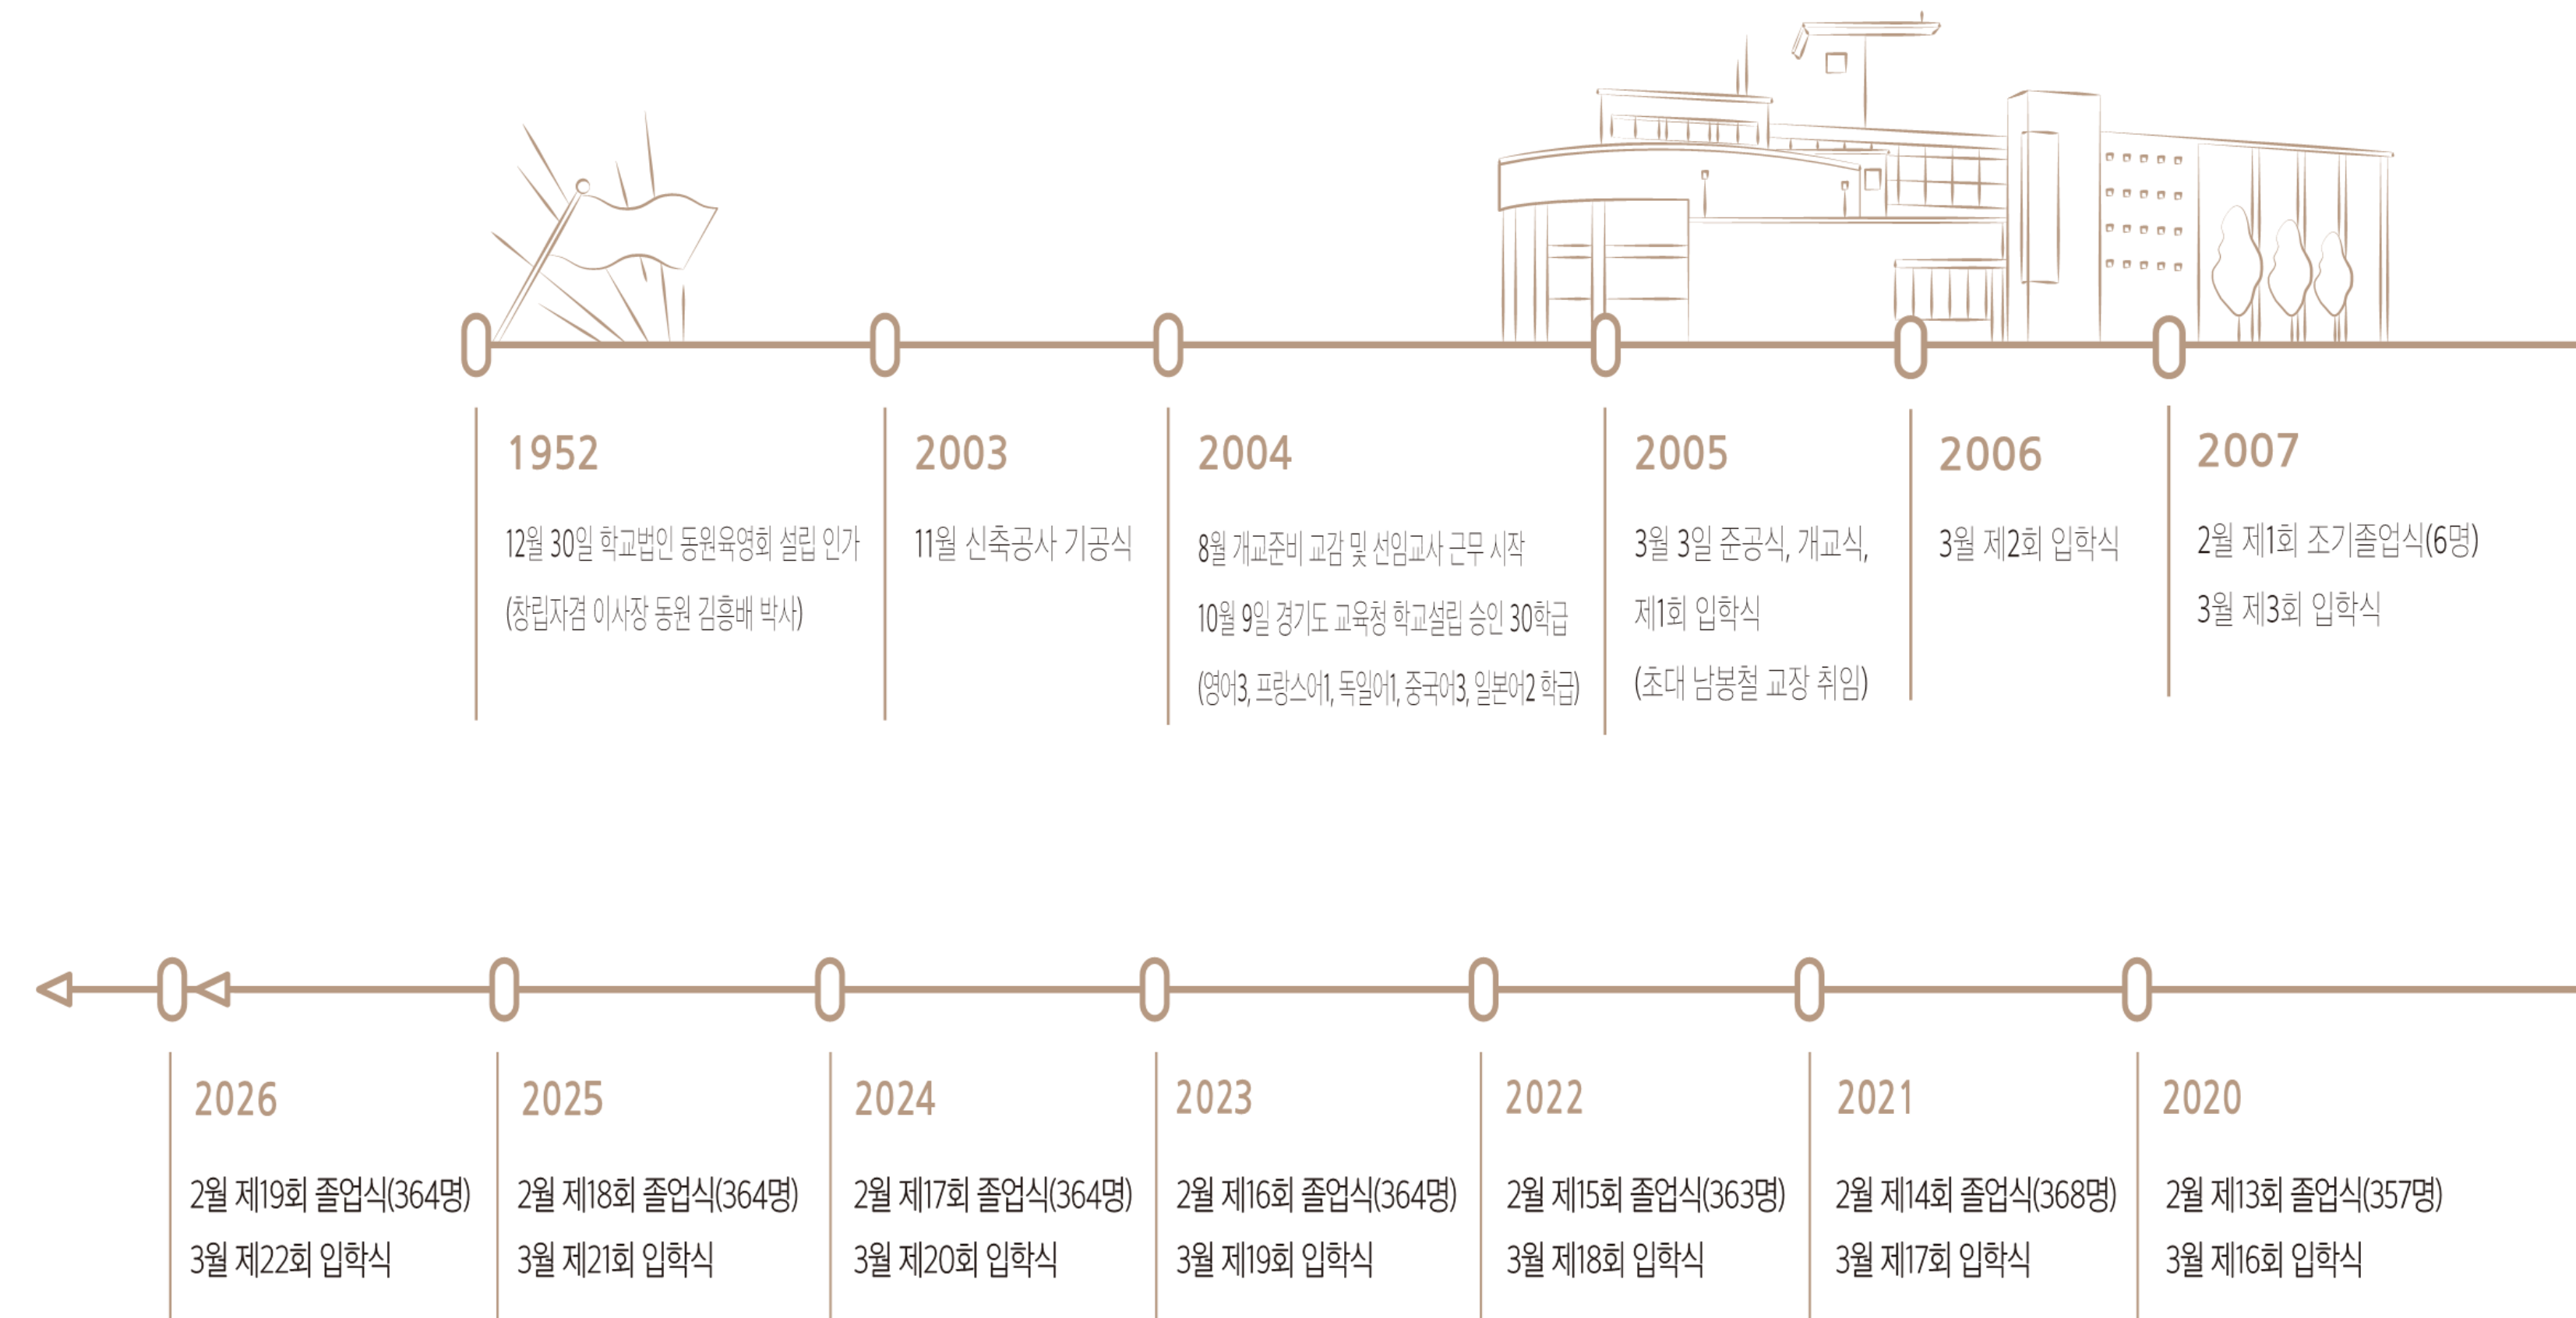 1952
12월 30일 학교법인 동원육영회 설립 인가
(창립자겸 이사장 동원 김흥배 박사)
2003
11월 신축공사 기공식
2004
8월 개교준비 교감 및 선임교사 근무 시작
10월 9일 경기도 교육청 학교설립 승인 30학급
(영어3, 프랑스어1, 독일어1, 중국어3, 일본어2 학급)
2005
3월 3일 준공식, 개교식,
제1회 입학식
(초대 남봉철 교장 취임)
2006
3월 제2회 입학식
2007
2월 제1회 조기졸업식(6명)
3월 제3회 입학식
2026
2월 제19회 졸업식(364명)
3월 제22회 입학식
2025
2월 제18회 졸업식(364명)
3월 제21회 입학식
2024
2월 제17회 졸업식(364명)
3월 제20회 입학식
2023
2월 제16회 졸업식(364명)
3월 제19회 입학식
2022
2월 제15회 졸업식(363명)
3월 제18회 입학식
2021
2월 제14회 졸업식(368명)
3월 제17회 입학식
2020
2월 제13회 졸업식(357명)
3월 제16회 입학식